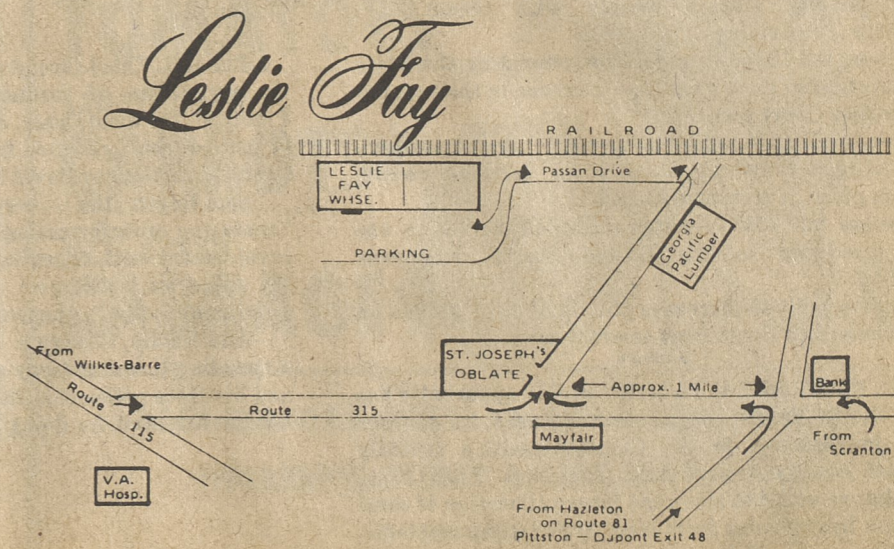 Leslie Fay
RAILROAD
LESLIE
FAY
WHSE.
Passan Drive
Georgia
Pacific
Lumber
PARKING
From
Wilkes-Barre
ST. JOSEPH's
OBLATE
Approx. 1 Mile
Bank
Route
115
Route 315
Mayfair
From
Scranton
V.A.
Hosp.
From Hazleton
on Route 81
Pittston — Dupont Exit 48